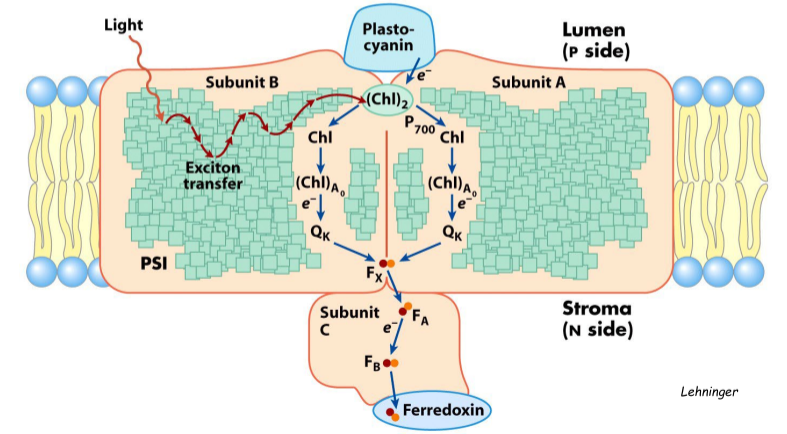 Light
Plasto-
cyanin
Lumen
(P side)
e⁻
Subunit B
Subunit A
(Chl)₂
P₇₀₀
Chl
Chl
Exciton
transfer
(Chl)A₀
(Chl)A₀
e⁻
e⁻
QK
QK
PSI
FX
Stroma
(N side)
Subunit
C
e⁻
FA
FB
Ferredoxin
Lehninger